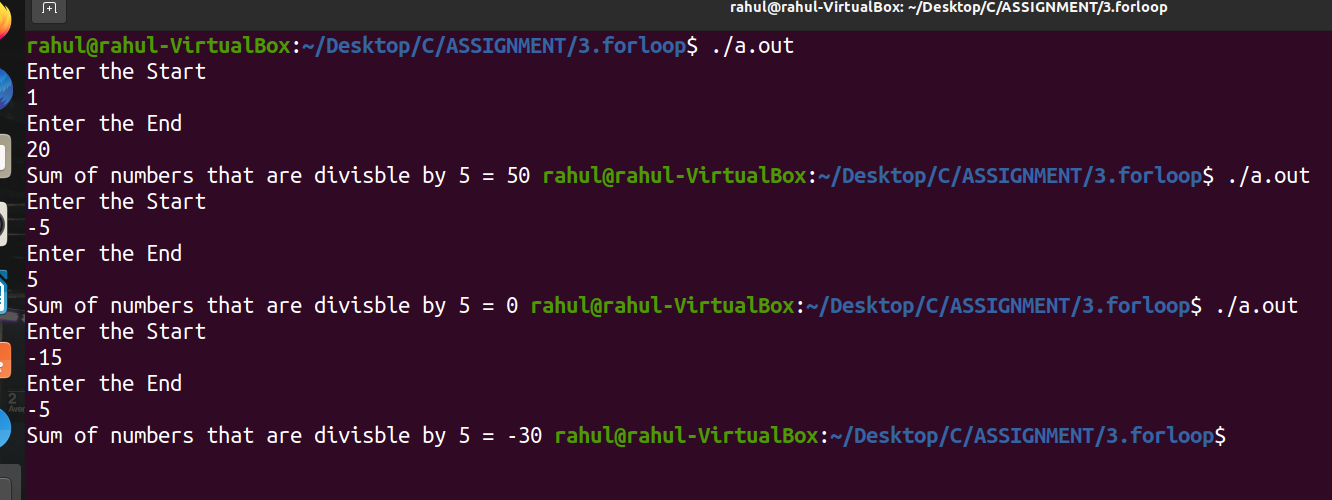 rahul@rahul-VirtualBox: ~/Desktop/C/ASSIGNMENT/3.forloop
rahul@rahul-VirtualBox:~/Desktop/C/ASSIGNMENT/3.forloop$ ./a.out
Enter the Start
1
Enter the End
20
Sum of numbers that are divisble by 5 = 50 rahul@rahul-VirtualBox:~/Desktop/C/ASSIGNMENT/3.forloop$ ./a.out
Enter the Start
-5
Enter the End
5
Sum of numbers that are divisble by 5 = 0 rahul@rahul-VirtualBox:~/Desktop/C/ASSIGNMENT/3.forloop$ ./a.out
Enter the Start
-15
Enter the End
-5
Sum of numbers that are divisble by 5 = -30 rahul@rahul-VirtualBox:~/Desktop/C/ASSIGNMENT/3.forloop$